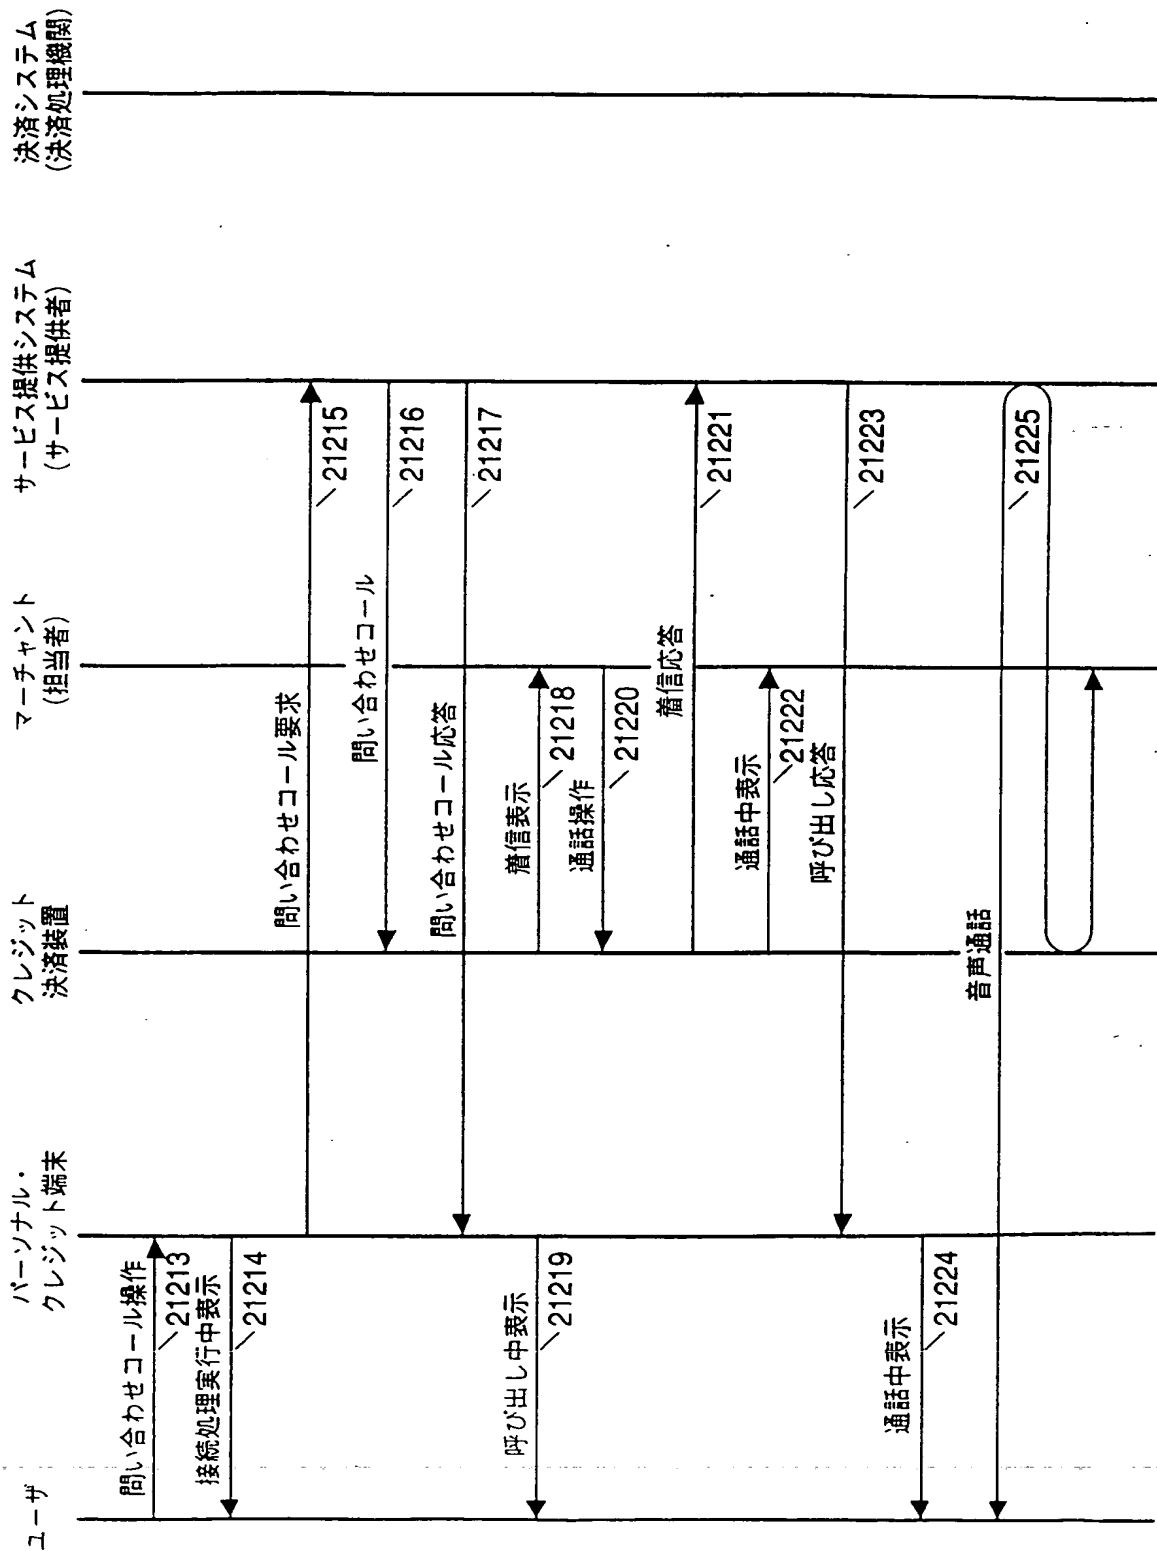 ユーザ
パーソナル・
クレジット端末
クレジット
決済装置
マーチャント
(担当者)
サービス提供システム
(サービス提供者)
決済システム
(決済処理機関)
問い合わせコール操作
21213
接続処理実行中表示
21214
問い合わせコール要求
21215
問い合わせコール
21216
問い合わせコール応答
21217
着信表示
21218
呼び出し中表示
21219
通話操作
21220
着信応答
21221
通話中表示
21222
呼び出し応答
21223
通話中表示
21224
音声通話
21225